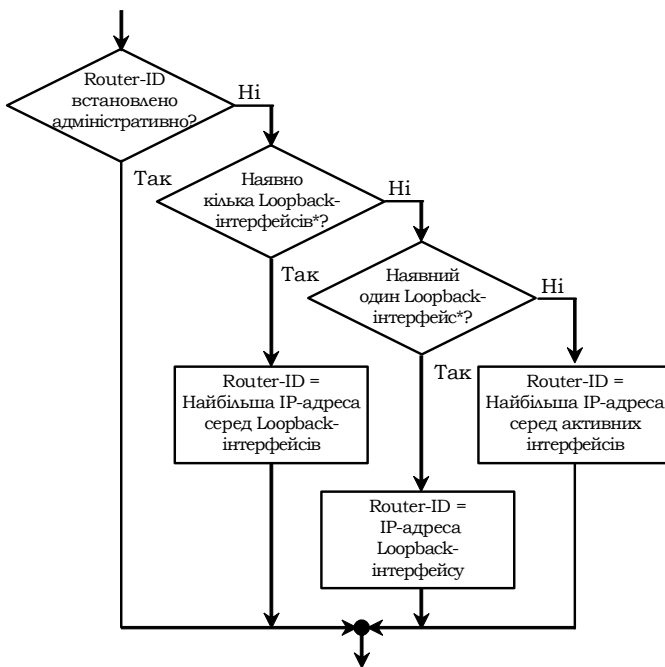 Router-ID
встановлено
адміністративно?
Ні
Так
Наявно
кілька Loopback-
інтерфейсів*?
Ні
Так
Наявний
один Loopback-
інтерфейс*?
Ні
Так
Router-ID =
Найбільша IP-адреса
серед Loopback-
інтерфейсів
Router-ID =
Найбільша IP-адреса
серед активних
інтерфейсів
Router-ID =
IP-адреса
Loopback-
інтерфейсу